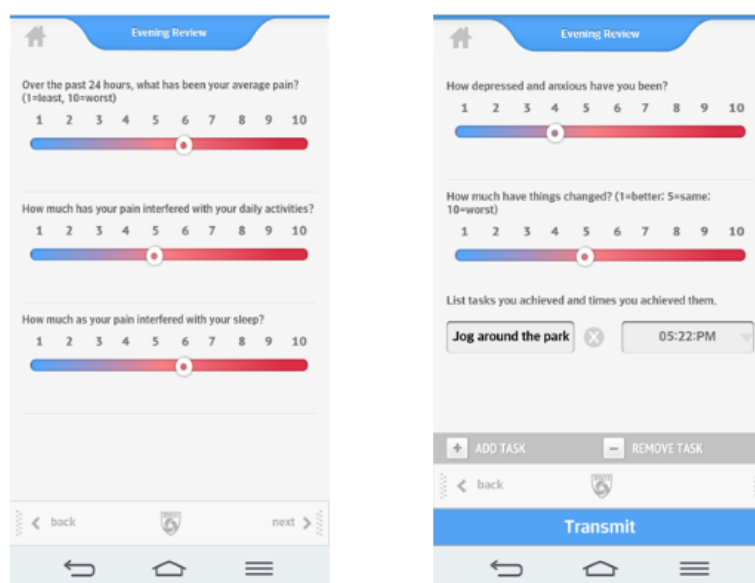 Evening Review
Over the past 24 hours, what has been your average pain?
(1=least, 10=worst)
1 2 3 4 5 6 7 8 9 10
How much has your pain interfered with your daily activities?
1 2 3 4 5 6 7 8 9 10
How much as your pain interfered with your sleep?
1 2 3 4 5 6 7 8 9 10
back
next
Evening Review
How depressed and anxious have you been?
1 2 3 4 5 6 7 8 9 10
How much have things changed? (1=better; 5=same;
10=worst)
1 2 3 4 5 6 7 8 9 10
List tasks you achieved and times you achieved them.
Jog around the park
05:22:PM
+ ADD TASK
− REMOVE TASK
back
Transmit